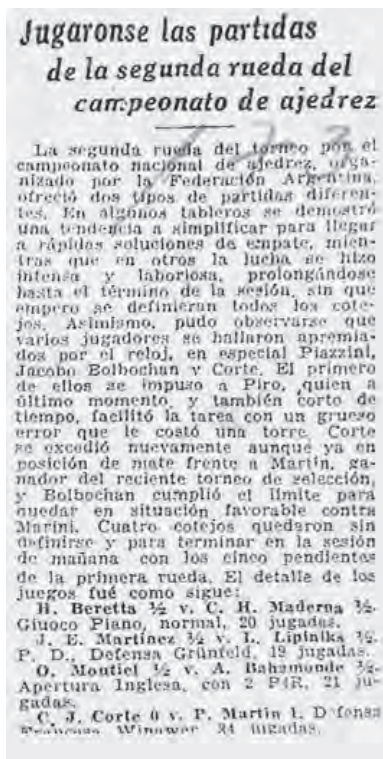 Jugaronse las partidas
de la segunda rueda del
campeonato de ajedrez
La segunda rueda del torneo por el
campeonato nacional de ajedrez, orga-
nizado por la Federación Argentina,
ofreció dos tipos de partidas diferen-
tes. En algunos tableros se demostró
una tendencia a simplificar para llegar
a rápidas soluciones de empate, mien-
tras que en otros la lucha se hizo
intensa y laboriosa, prolongándose
hasta el término de la sesión, sin que
empero se definieran todos los cote-
jos. Asimismo, pudo observarse que
varios jugadores se hallaron apremia-
dos por el reloj, en especial Piazzini,
Jacobo Bolbochan y Corte. El primero
de ellos se impuso a Piro, quien a
último momento, y también corto de
tiempo, facilitó la tarea con un grueso
error que le costó una torre. Corte
se excedió nuevamente aunque ya en
posición de mate frente a Martín, ga-
nador del reciente torneo de selección,
y Bolbochan cumplió el límite para
quedar en situación favorable contra
Marini. Cuatro cotejos quedaron sin
definirse y para terminar en la sesión
de mañana con los cinco pendientes
de la primera rueda. El detalle de los
juegos fué como sigue:
H. Beretta ½ v. C. H. Maderna ½.
Giuoco Piano, normal, 20 jugadas.
J. E. Martínez ½ v. L. Lipiniks ½
P. D., Defensa Grünfeld, 19 jugadas.
O. Montiel ½ v. A. Bahamonde ½.
Apertura Inglesa, con 2 P4R, 21 ju-
gadas.
C. J. Corte 0 v. P. Martín 1. Defensa
Francesa Winawer 34 jugadas.